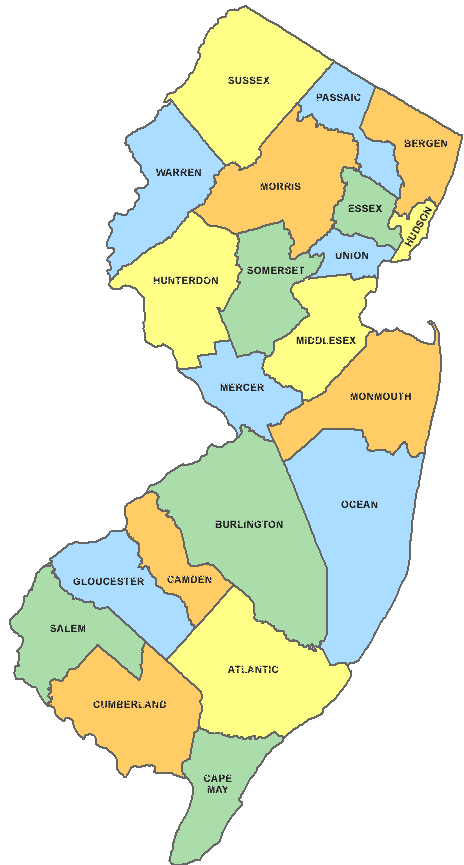 SUSSEX
PASSAIC
BERGEN
WARREN
MORRIS
ESSEX
HUDSON
UNION
SOMERSET
HUNTERDON
MIDDLESEX
MERCER
MONMOUTH
OCEAN
BURLINGTON
CAMDEN
GLOUCESTER
SALEM
ATLANTIC
CUMBERLAND
CAPE
MAY